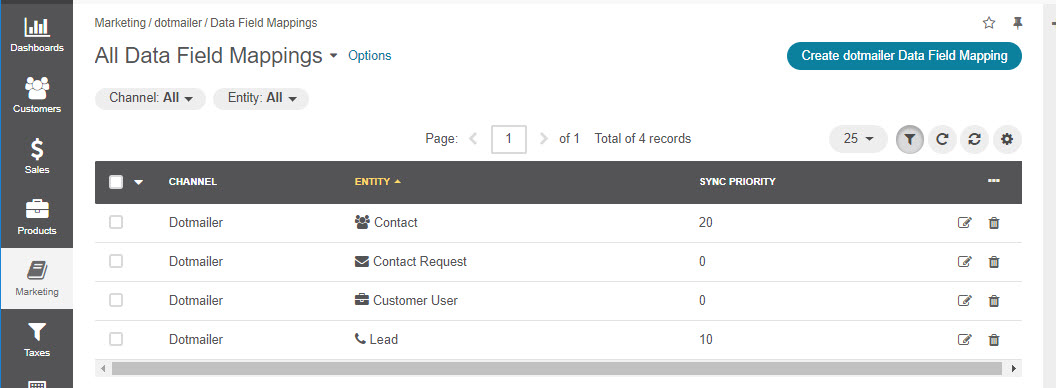 Dashboards
Customers
Sales
Products
Marketing
Taxes
Marketing / dotmailer / Data Field Mappings
All Data Field Mappings Options
Create dotmailer Data Field Mapping
Channel: All Entity: All
Page: 1 of 1 Total of 4 records 25
CHANNEL ENTITY SYNC PRIORITY
Dotmailer Contact 20
Dotmailer Contact Request 0
Dotmailer Customer User 0
Dotmailer Lead 10